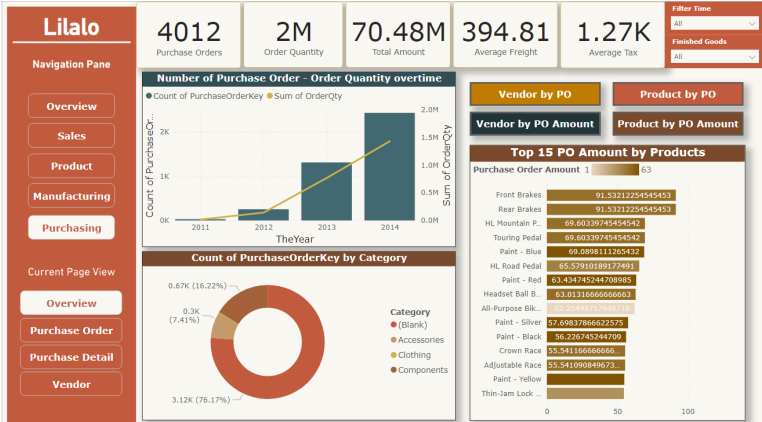 Lilalo
Navigation Pane
Overview
Sales
Product
Manufacturing
Purchasing
Current Page View
Overview
Purchase Order
Purchase Detail
Vendor
4012
Purchase Orders
2M
Order Quantity
70.48M
Total Amount
394.81
Average Freight
1.27K
Average Tax
Filter Time
All
Finished Goods
All
Number of Purchase Order - Order Quantity overtime
Count of PurchaseOrderKey
Sum of OrderQty
Count of PurchaseOr...
2K
1K
0K
2.0M
1.5M
1.0M
0.5M
0.0M
Sum of OrderQty
2011
2012
2013
2014
TheYear
Count of PurchaseOrderKey by Category
0.67K (16.22%)
0.3K
(7.41%)
3.12K (76.17%)
Category
(Blank)
Accessories
Clothing
Components
Vendor by PO
Product by PO
Vendor by PO Amount
Product by PO Amount
Top 15 PO Amount by Products
Purchase Order Amount 1 63
Front Brakes 91.53212254545453
Rear Brakes 91.53212254545453
HL Mountain P... 69.60339745454542
Touring Pedal 69.60339745454542
Paint - Blue 69.0898111265432
HL Road Pedal 65.57910189177491
Paint - Red 63.434745244708985
Headset Ball B... 63.01316666666663
All-Purpose Bik...
Paint - Silver 57.69837866622575
Paint - Black 56.226745244709
Crown Race 55.541166666666...
Adjustable Race 55.541090849673...
Paint - Yellow
Thin-Jam Lock ...
0
50
100